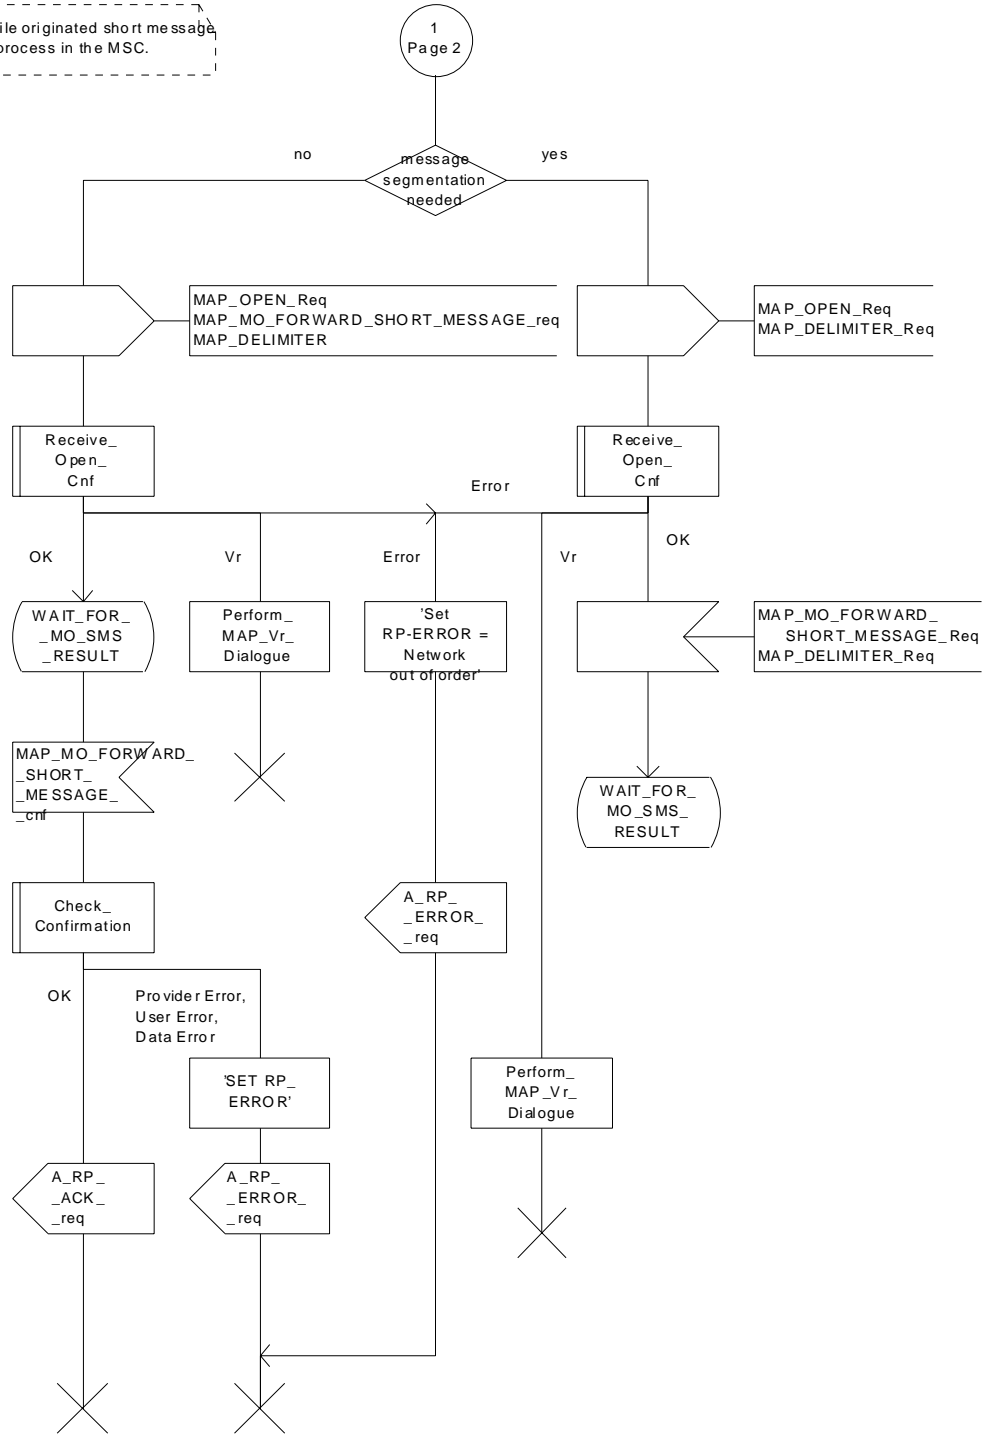 ile originated short message
process in the MSC.
1
Page 2
no
message
segmentation
needed
yes
MAP_OPEN_Req
MAP_MO_FORWARD_SHORT_MESSAGE_req
MAP_DELIMITER
MAP_OPEN_Req
MAP_DELIMITER_Req
Receive_
Open_
Cnf
Receive_
Open_
Cnf
Error
OK
Vr
Error
Vr
OK
WAIT_FOR_
_MO_SMS
_RESULT
Perform_
MAP_Vr_
Dialogue
'Set
RP-ERROR =
Network
out of order'
MAP_MO_FORWARD_
SHORT_MESSAGE_Req
MAP_DELIMITER_Req
MAP_MO_FORWARD_
_SHORT_
_MESSAGE_
_cnf
WAIT_FOR_
MO_SMS_
RESULT
Check_
Confirmation
A_RP_
_ERROR_
_req
OK
Provider Error,
User Error,
Data Error
'SET RP_
ERROR'
Perform_
MAP_Vr_
Dialogue
A_RP_
_ACK_
_req
A_RP_
_ERROR_
_req